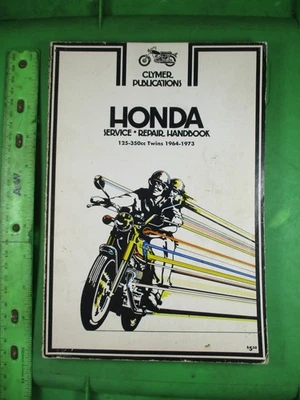 CLYMER
PUBLICATIONS
HONDA
SERVICE • REPAIR HANDBOOK
125-350cc Twins 1964-1973